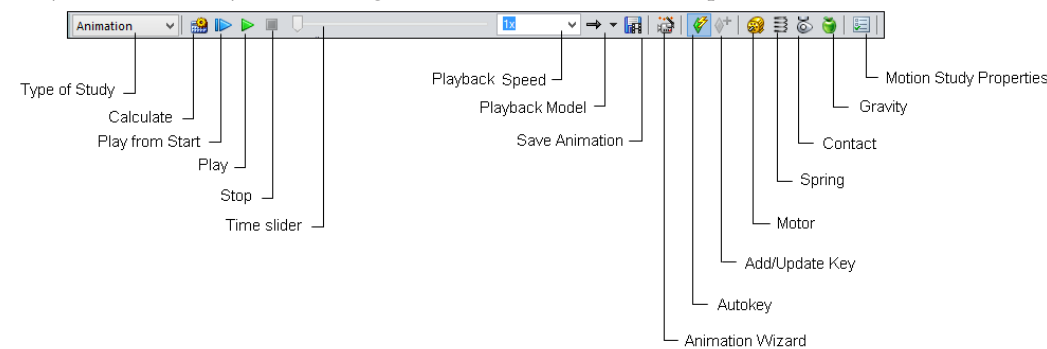 Animation
1x
Type of Study
Calculate
Play from Start
Play
Stop
Time slider
Playback Speed
Playback Model
Save Animation
Motion Study Properties
Gravity
Contact
Spring
Motor
Add/Update Key
Autokey
Animation Wizard